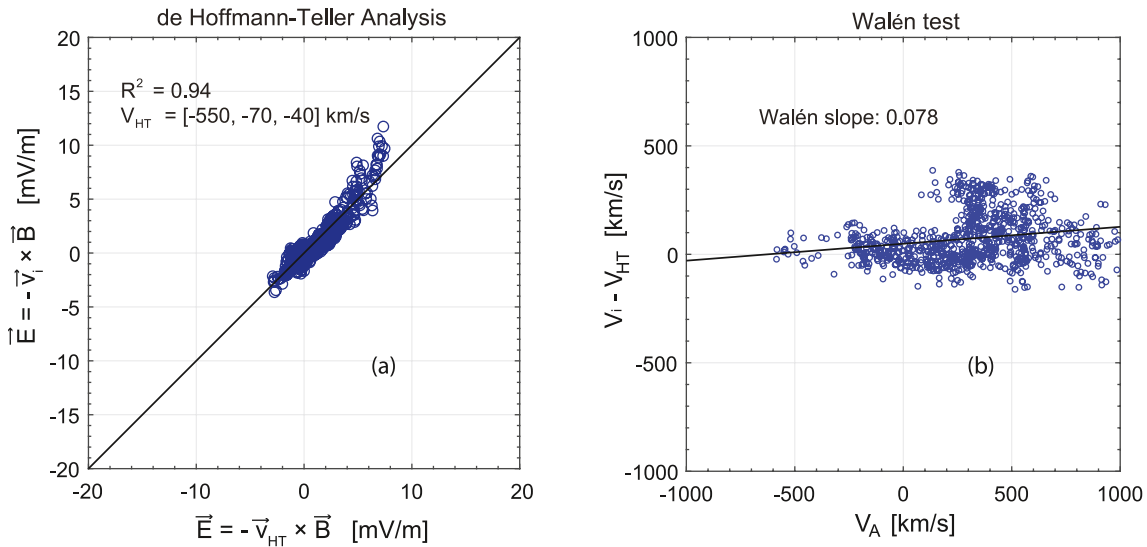 de Hoffmann-Teller Analysis
20
15
10
5
0
-5
-10
-15
-20
-20
-10
0
10
20
R² = 0.94
V_HT = [-550, -70, -40] km/s
(a)
E⃗ = - v⃗_i × B⃗ [mV/m]
E⃗ = - v⃗_HT × B⃗ [mV/m]
Walén test
1000
500
0
-500
-1000
-1000
-500
0
500
1000
Walén slope: 0.078
(b)
V_i - V_HT [km/s]
V_A [km/s]